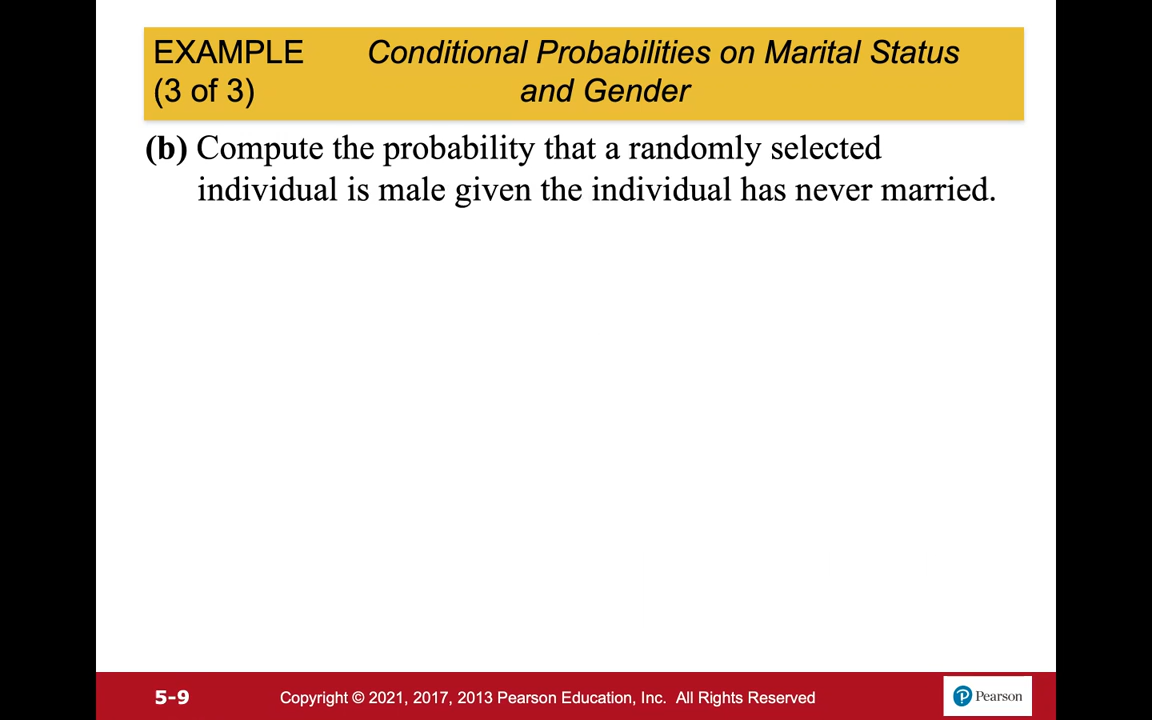 EXAMPLE Conditional Probabilities on Marital Status
(3 of 3) and Gender
(b) Compute the probability that a randomly selected
individual is male given the individual has never married.
5-9 Copyright © 2021, 2017, 2013 Pearson Education, Inc. All Rights Reserved P Pearson